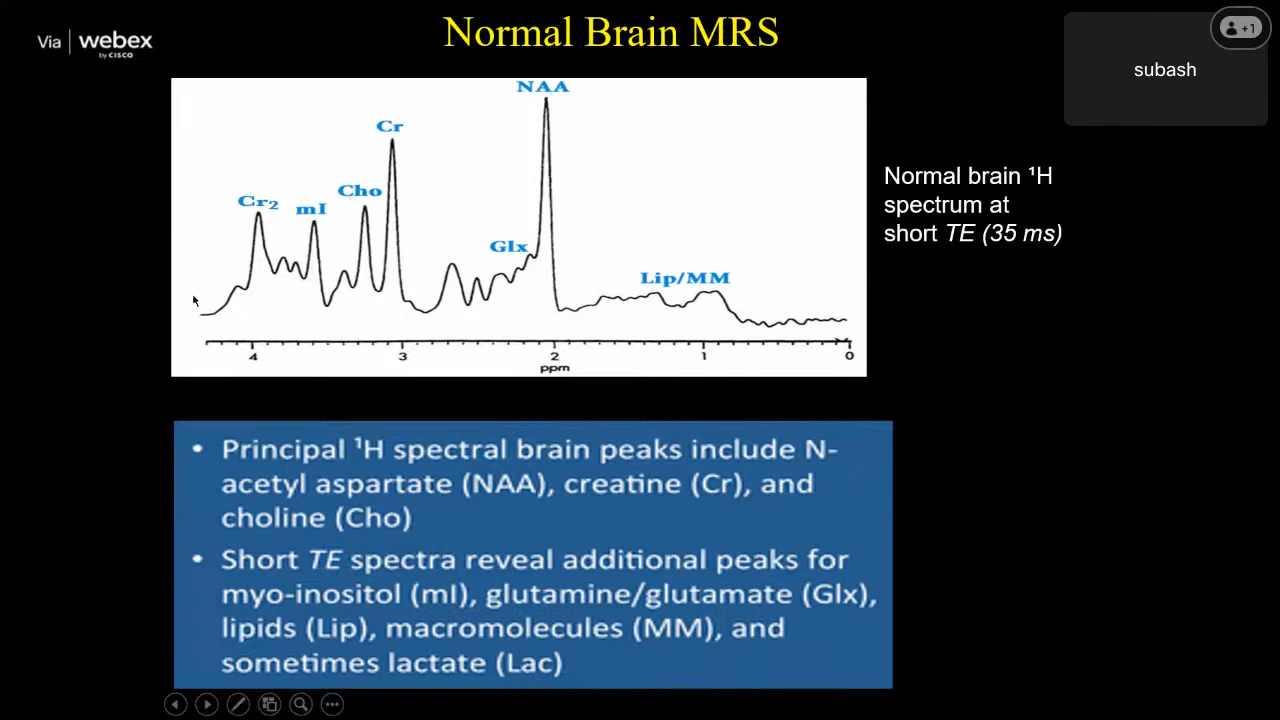 Normal Brain MRS
Via | webex
by CISCO
+1
subash
NAA
Cr
Cho
Cr2
mI
Glx
Lip/MM
4
3
2
1
0
ppm
Normal brain ¹H
spectrum at
short TE (35 ms)
• Principal ¹H spectral brain peaks include N-
acetyl aspartate (NAA), creatine (Cr), and
choline (Cho)
• Short TE spectra reveal additional peaks for
myo-inositol (mI), glutamine/glutamate (Glx),
lipids (Lip), macromolecules (MM), and
sometimes lactate (Lac)